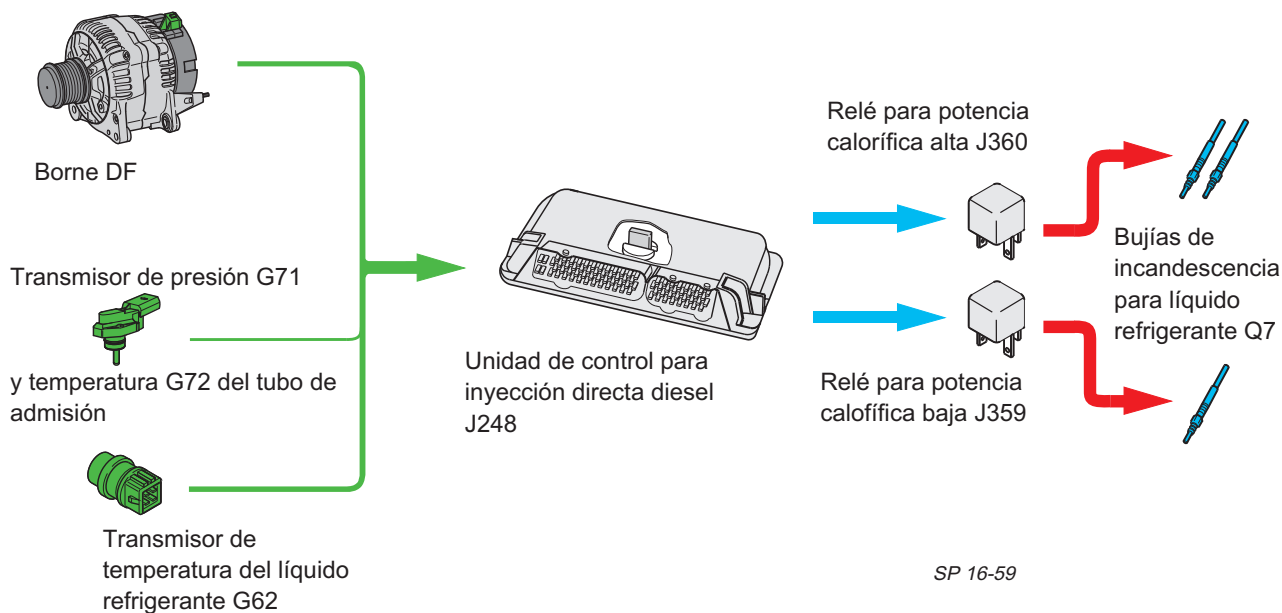 Borne DF
Transmisor de presión G71
y temperatura G72 del tubo de
admisión
Transmisor de
temperatura del líquido
refrigerante G62
Unidad de control para
inyección directa diesel
J248
Relé para potencia
calorífica alta J360
Relé para potencia
calofífica baja J359
Bujías de
incandescencia
para líquido
refrigerante Q7
SP 16-59